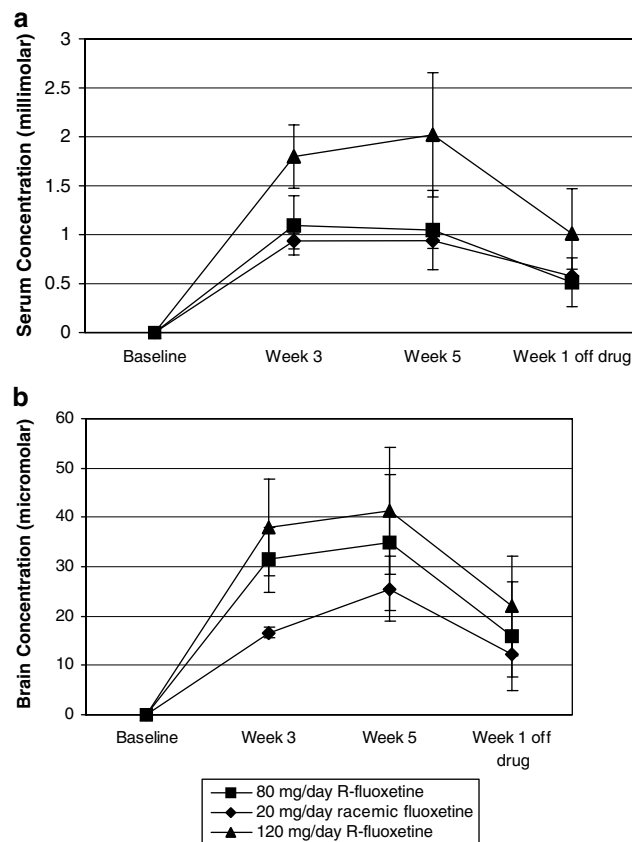 a
Serum Concentration (millimolar)
3
2.5
2
1.5
1
0.5
0
Baseline Week 3 Week 5 Week 1 off drug
b
Brain Concentration (micromolar)
60
50
40
30
20
10
0
Baseline Week 3 Week 5 Week 1 off
drug
80 mg/day R-fluoxetine
20 mg/day racemic fluoxetine
120 mg/day R-fluoxetine